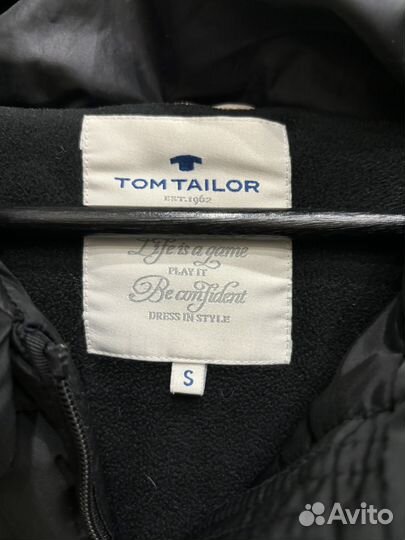 TOM TAILOR
EST. 1962
Life is a game
PLAY IT
Be confident
DRESS IN STYLE
S
Avito